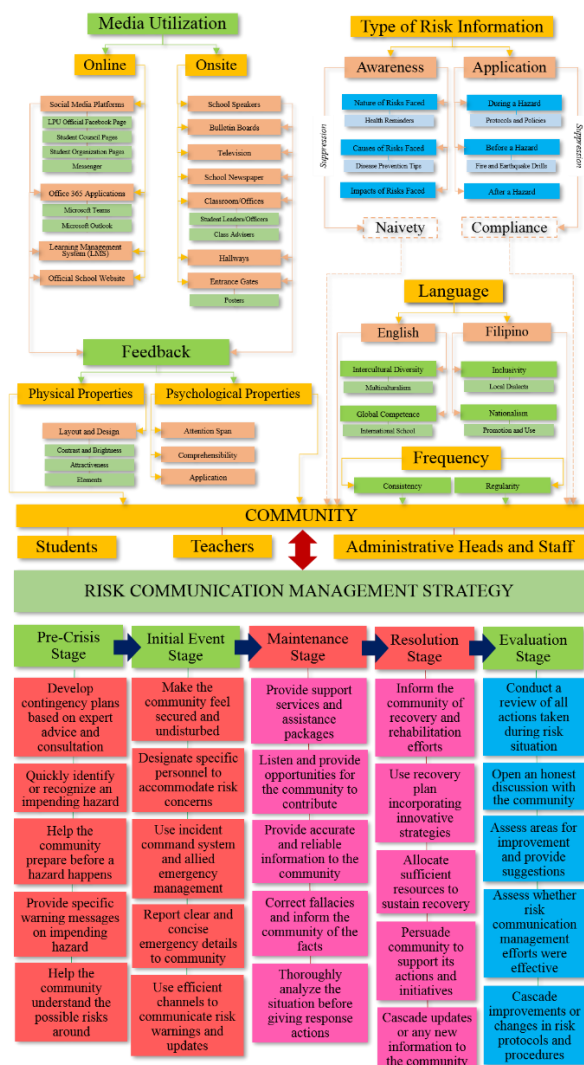 Media Utilization
Online
Onsite
Social Media Platforms
LPU Official Facebook Page
Student Council Pages
Student Organization Pages
Messenger
Office 365 Applications
Microsoft Teams
Microsoft Outlook
Learning Management
System (LMS)
Official School Website
School Speakers
Bulletin Boards
Television
School Newspaper
Classroom/Offices
Student Leaders/Officers
Class Advisers
Hallways
Entrance Gates
Posters
Type of Risk Information
Awareness
Application
Nature of Risks Faced
Health Reminders
Causes of Risks Faced
Disease Prevention Tips
Impacts of Risks Faced
During a Hazard
Protocols and Policies
Before a Hazard
Fire and Earthquake Drills
After a Hazard
Suppression
Suppression
Naivety
Compliance
Language
English
Filipino
Intercultural Diversity
Multiculturalism
Global Competence
International School
Inclusivity
Local Dialects
Nationalism
Promotion and Use
Frequency
Consistency
Regularity
Feedback
Physical Properties
Psychological Properties
Layout and Design
Contrast and Brightness
Attractiveness
Elements
Attention Span
Comprehensibility
Application
COMMUNITY
Students
Teachers
Administrative Heads and Staff
RISK COMMUNICATION MANAGEMENT STRATEGY
Pre-Crisis
Stage
Develop
contingency plans
based on expert
advice and
consultation
Quickly identify
or recognize an
impending hazard
Help the
community
prepare before a
hazard happens
Provide specific
warning messages
on impending
hazard
Help the
community
understand the
possible risks
around
Initial Event
Stage
Make the
community feel
secured and
undisturbed
Designate specific
personnel to
accommodate risk
concerns
Use incident
command system
and allied
emergency
management
Report clear and
concise
emergency details
to community
Use efficient
channels to
communicate risk
warnings and
updates
Maintenance
Stage
Provide support
services and
assistance
packages
Listen and provide
opportunities for
the community to
contribute
Provide accurate
and reliable
information to the
community
Correct fallacies
and inform the
community of the
facts
Thoroughly
analyze the
situation before
giving response
actions
Resolution
Stage
Inform the
community of
recovery and
rehabilitation
efforts
Use recovery
plan
incorporating
innovative
strategies
Allocate
sufficient
resources to
sustain recovery
Persuade
community to
support its
actions and
initiatives
Cascade updates
or any new
information to
the community
Evaluation
Stage
Conduct a
review of all
actions taken
during risk
situation
Open an honest
discussion with
the community
Assess areas for
improvement
and provide
suggestions
Assess whether
risk
communication
management
efforts were
effective
Cascade
improvements or
changes in risk
protocols and
procedures